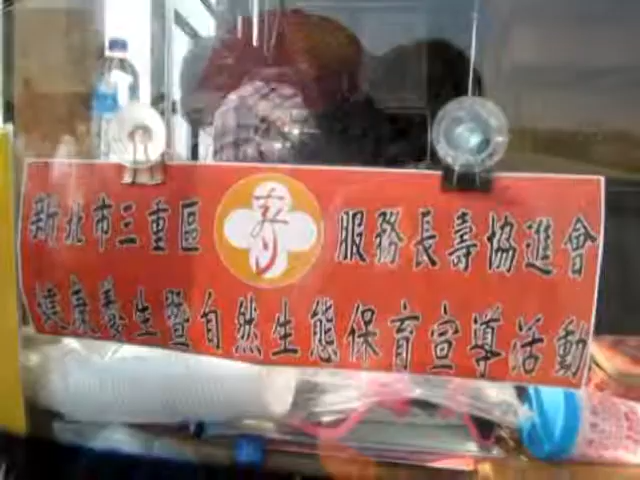 新北市三重區 服務長壽協進會
健康養生暨自然生態保育宣導活動